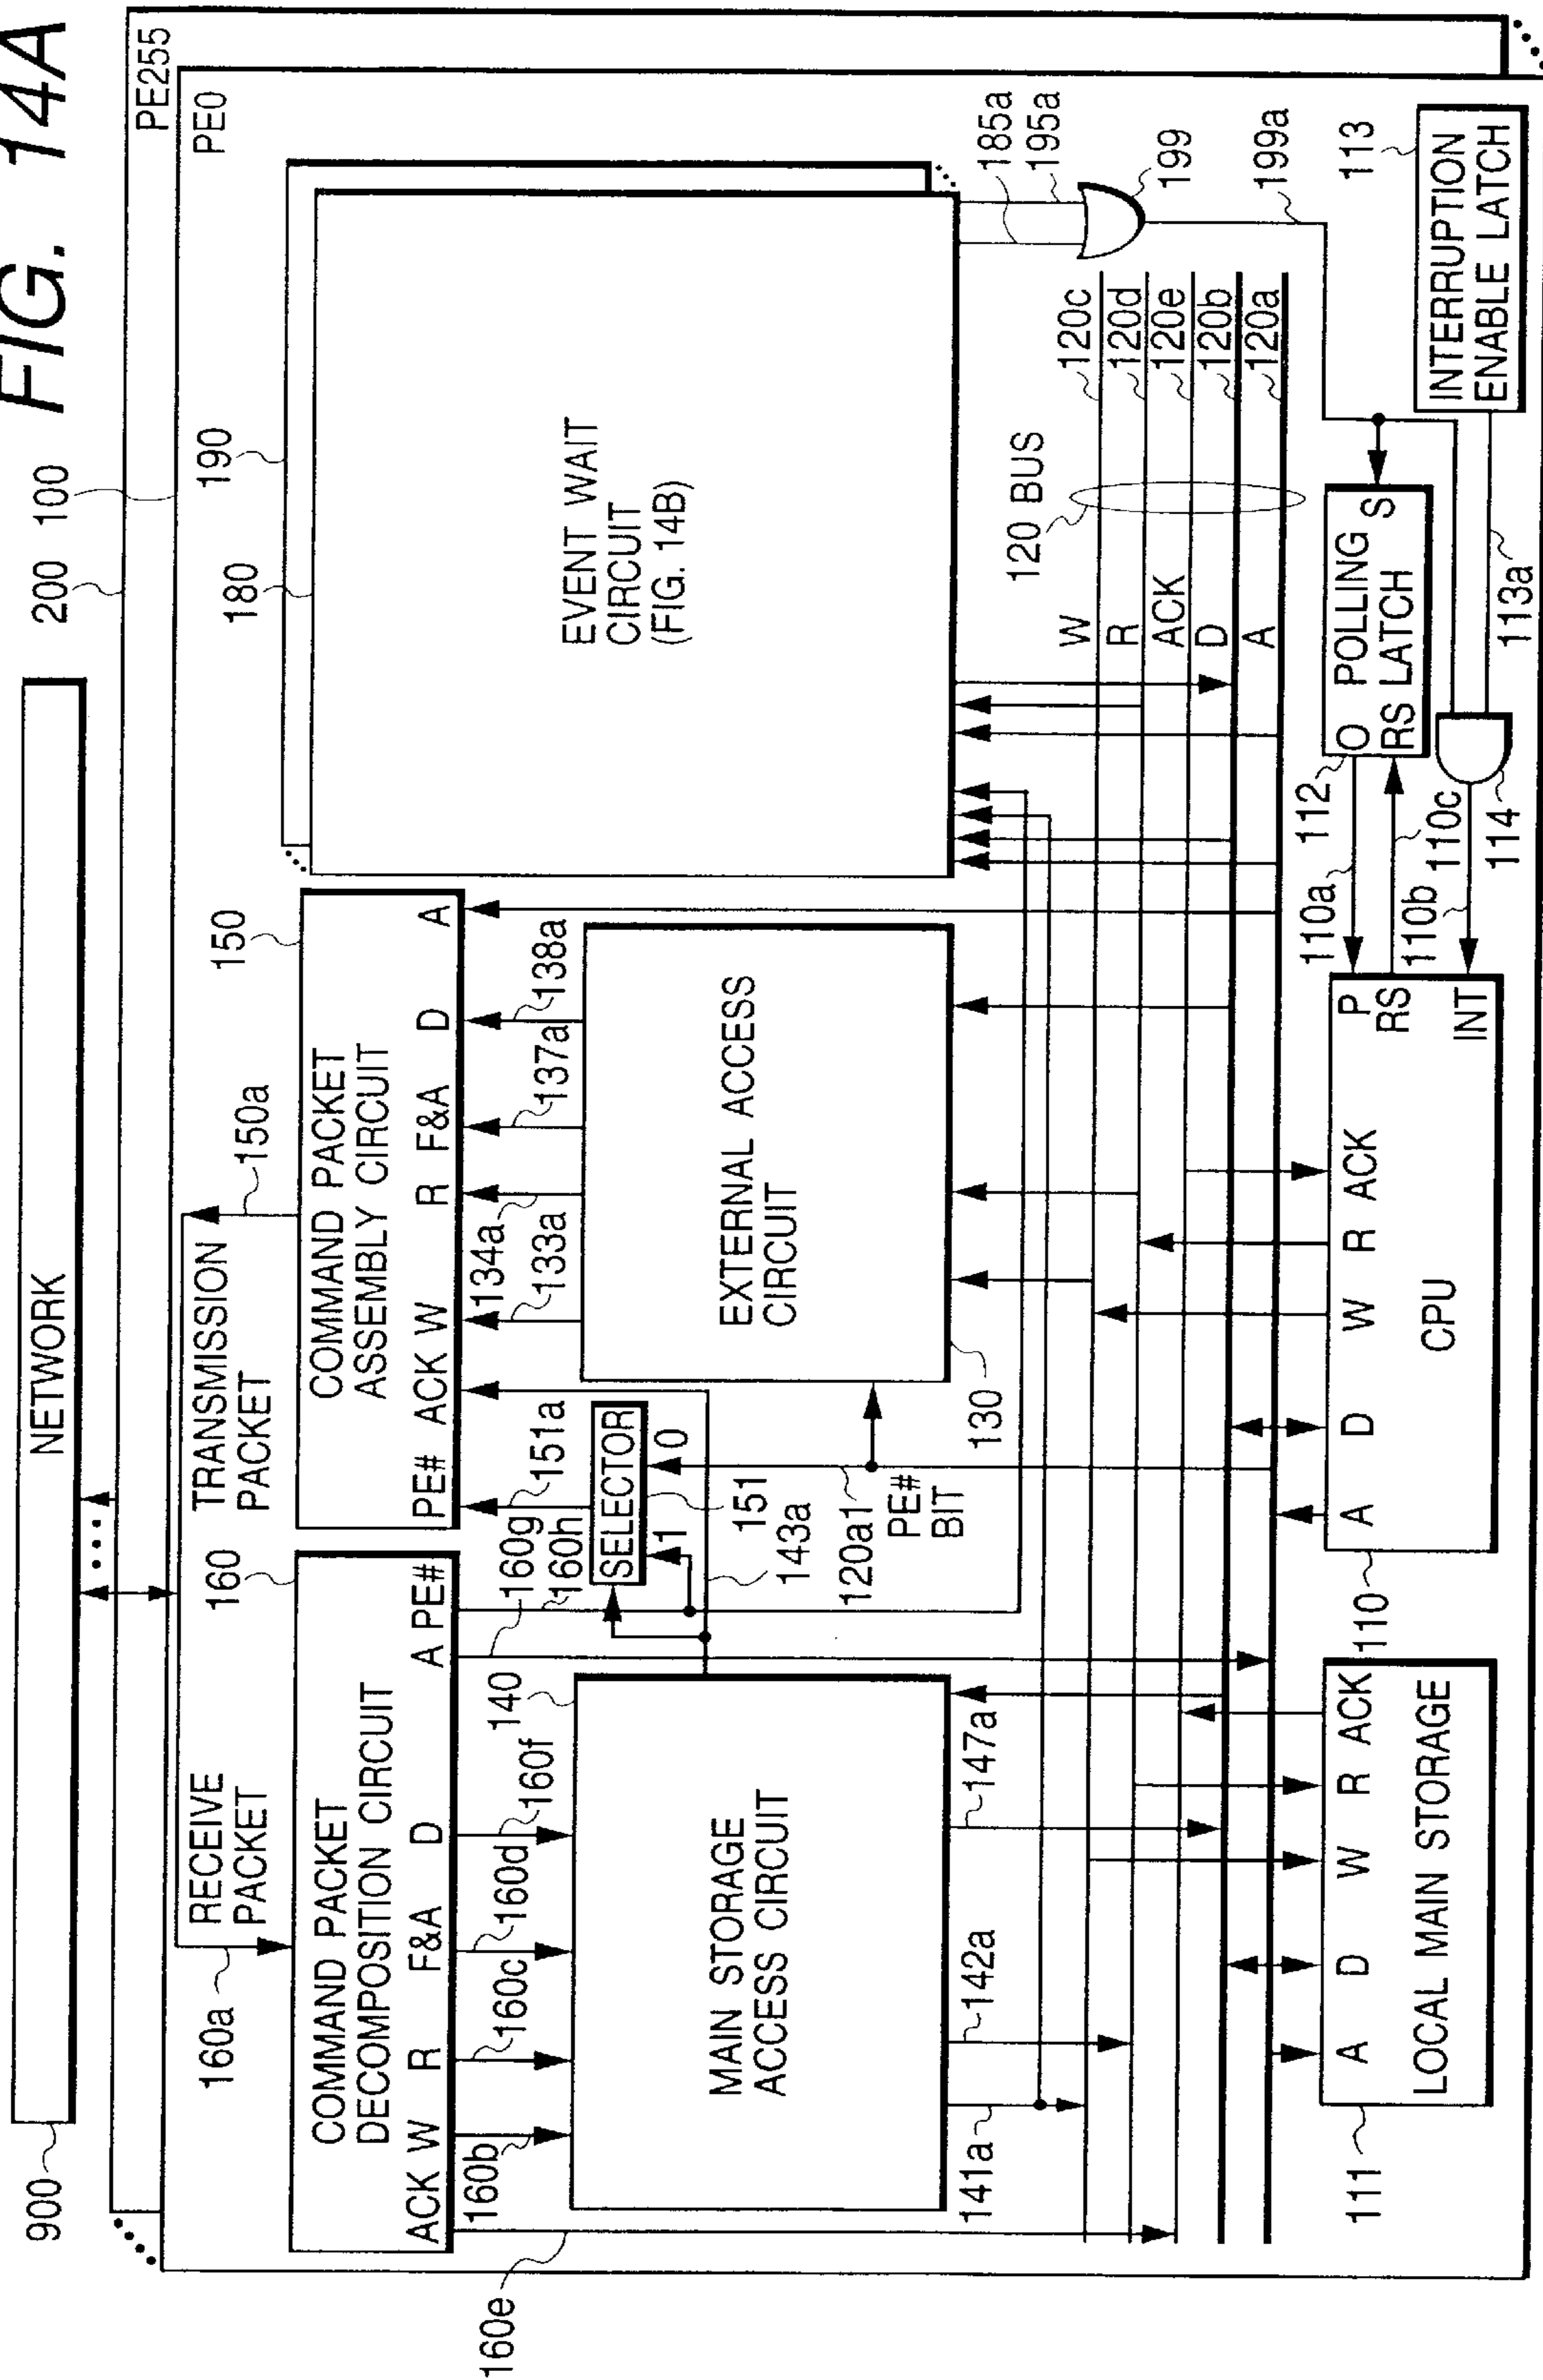 FIG. 14A
900
NETWORK
200
100
PE255
PE0
160a
RECEIVE
PACKET
160
TRANSMISSION
PACKET
150a
150
180
190
COMMAND PACKET
DECOMPOSITION CIRCUIT
ACK W R F&A D A PE#
COMMAND PACKET
ASSEMBLY CIRCUIT
PE# ACK W R F&A D A
160e
160b
160c
160d
160f
140
160g
160h
151a
SELECTOR
1
0
151
143a
134a
133a
137a
138a
MAIN STORAGE
ACCESS CIRCUIT
EXTERNAL ACCESS
CIRCUIT
EVENT WAIT
CIRCUIT
(FIG. 14B)
120a1
PE#
BIT
130
141a
142a
147a
185a
195a
199
199a
120 BUS
W
R
ACK
D
A
120c
120d
120e
120b
120a
111
A D W R ACK
LOCAL MAIN STORAGE
110
A D W R ACK
CPU
P
RS
INT
110a
110b
110c
112
O POLLING S
RS LATCH
114
113a
113
INTERRUPTION
ENABLE LATCH